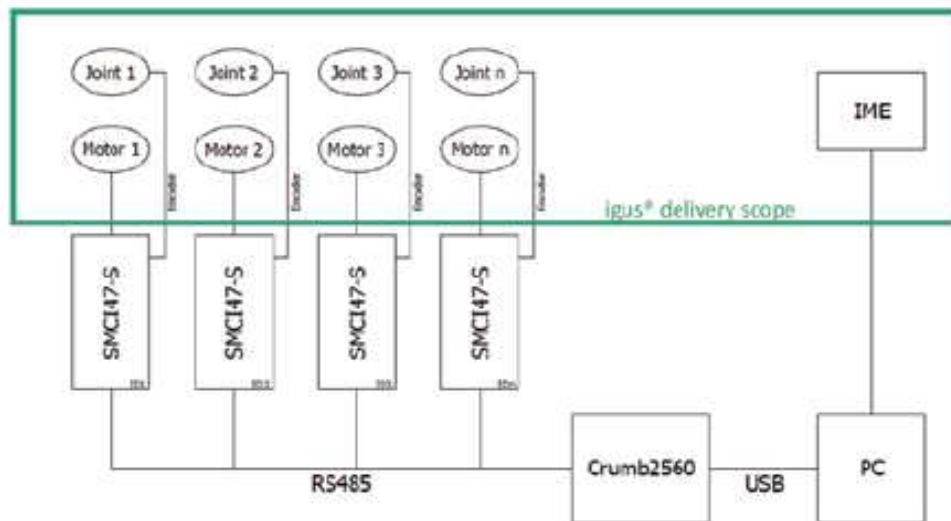 Joint 1
Joint 2
Joint 3
Joint n
IME
Motor 1
Motor 2
Motor 3
Motor n
Encoder
Encoder
Encoder
Encoder
igus® delivery scope
SMCI47-S
SMCI47-S
SMCI47-S
SMCI47-S
Crumb2560
PC
RS485
USB